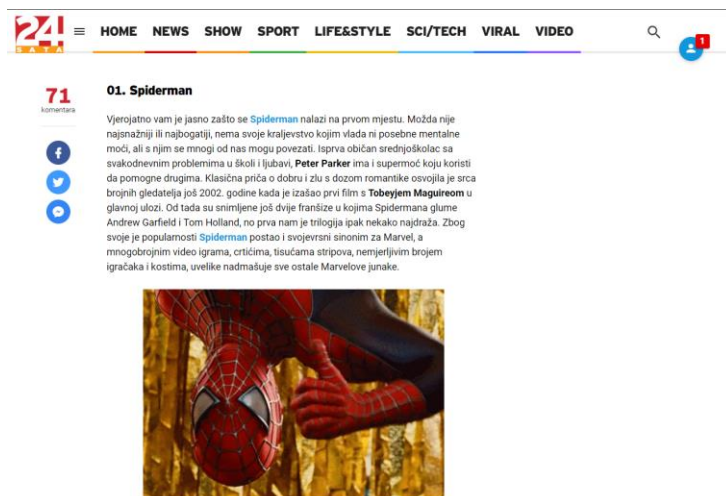 24
SATA
HOME NEWS SHOW SPORT LIFE&STYLE SCI/TECH VIRAL VIDEO
1
71
komentara
01. Spiderman
Vjerojatno vam je jasno zašto se Spiderman nalazi na prvom mjestu. Možda nije
najsnažniji ili najbogatiji, nema svoje kraljevstvo kojim vlada ni posebne mentalne
moći, ali s njim se mnogi od nas mogu povezati. Isprva običan srednjoškolac sa
svakodnevnim problemima u školi i ljubavi, Peter Parker ima i supermoć koju koristi
da pomogne drugima. Klasična priča o dobru i zlu s dozom romantike osvojila je srca
brojnih gledatelja još 2002. godine kada je izašao prvi film s Tobeyjem Maguireom u
glavnoj ulozi. Od tada su snimljene još dvije franšize u kojima Spidermana glume
Andrew Garfield i Tom Holland, no prva nam je trilogija ipak nekako najdraža. Zbog
svoje je popularnosti Spiderman postao i svojevrsni sinonim za Marvel, a
mnogobrojnim video igrama, crtićima, tisućama stripova, nemjerljivim brojem
igračaka i kostima, uvelike nadmašuje sve ostale Marvelove junake.